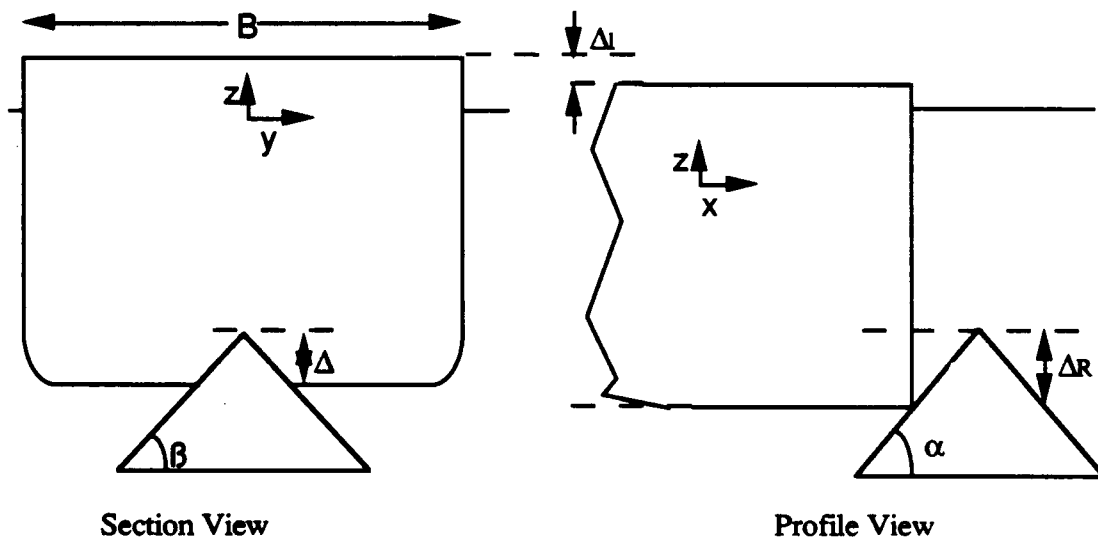 B
Δl
z
y
z
x
Δ
ΔR
β
α
Section View
Profile View